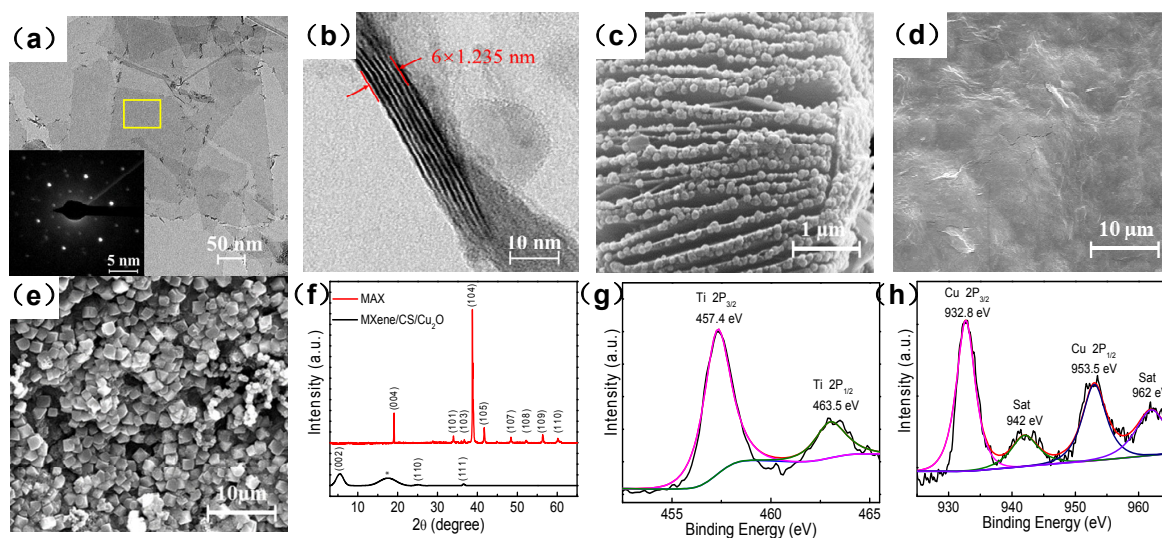 (a)
50 nm
5 nm
(b)
6×1.235 nm
10 nm
(c)
1 μm
(d)
10 μm
(e)
10μm
(f)
MAX
MXene/CS/Cu₂O
(004)
(101)
(103)
(104)
(105)
(107)
(108)
(109)
(110)
(002)
*
(110)
(111)
Intensity (a.u.)
10 20 30 40 50 60
2θ (degree)
(g)
Ti 2P₃/₂
457.4 eV
Ti 2P₁/₂
463.5 eV
Intensity (a.u.)
455 460 465
Binding Energy (eV)
(h)
Cu 2P₃/₂
932.8 eV
Sat
942 eV
Cu 2P₁/₂
953.5 eV
Sat
962 eV
Intensity (a.u.)
930 940 950 960
Binding Energy (eV)